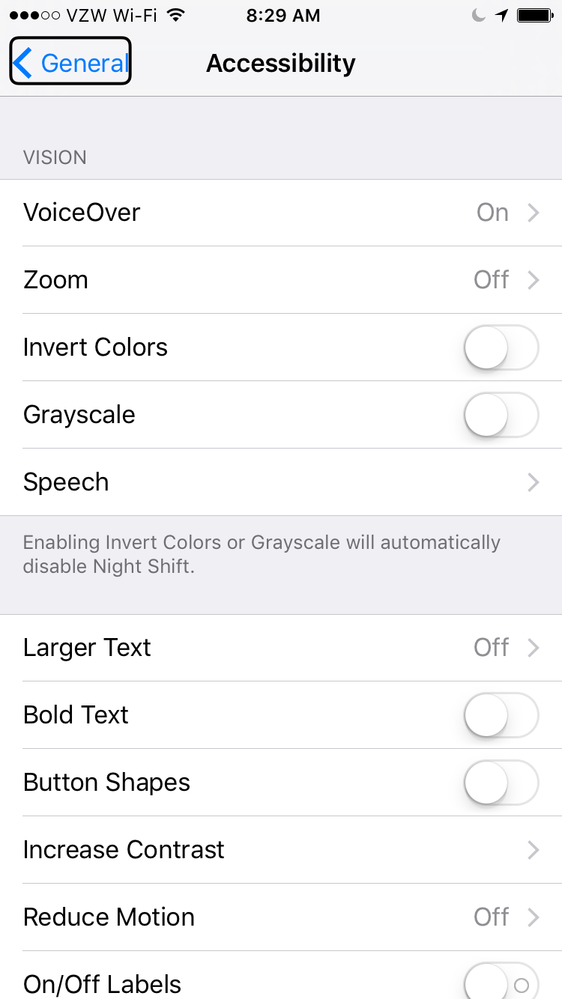 VZW Wi-Fi 8:29 AM
General Accessibility
VISION
VoiceOver On
Zoom Off
Invert Colors
Grayscale
Speech
Enabling Invert Colors or Grayscale will automatically
disable Night Shift.
Larger Text Off
Bold Text
Button Shapes
Increase Contrast
Reduce Motion Off
On/Off Labels